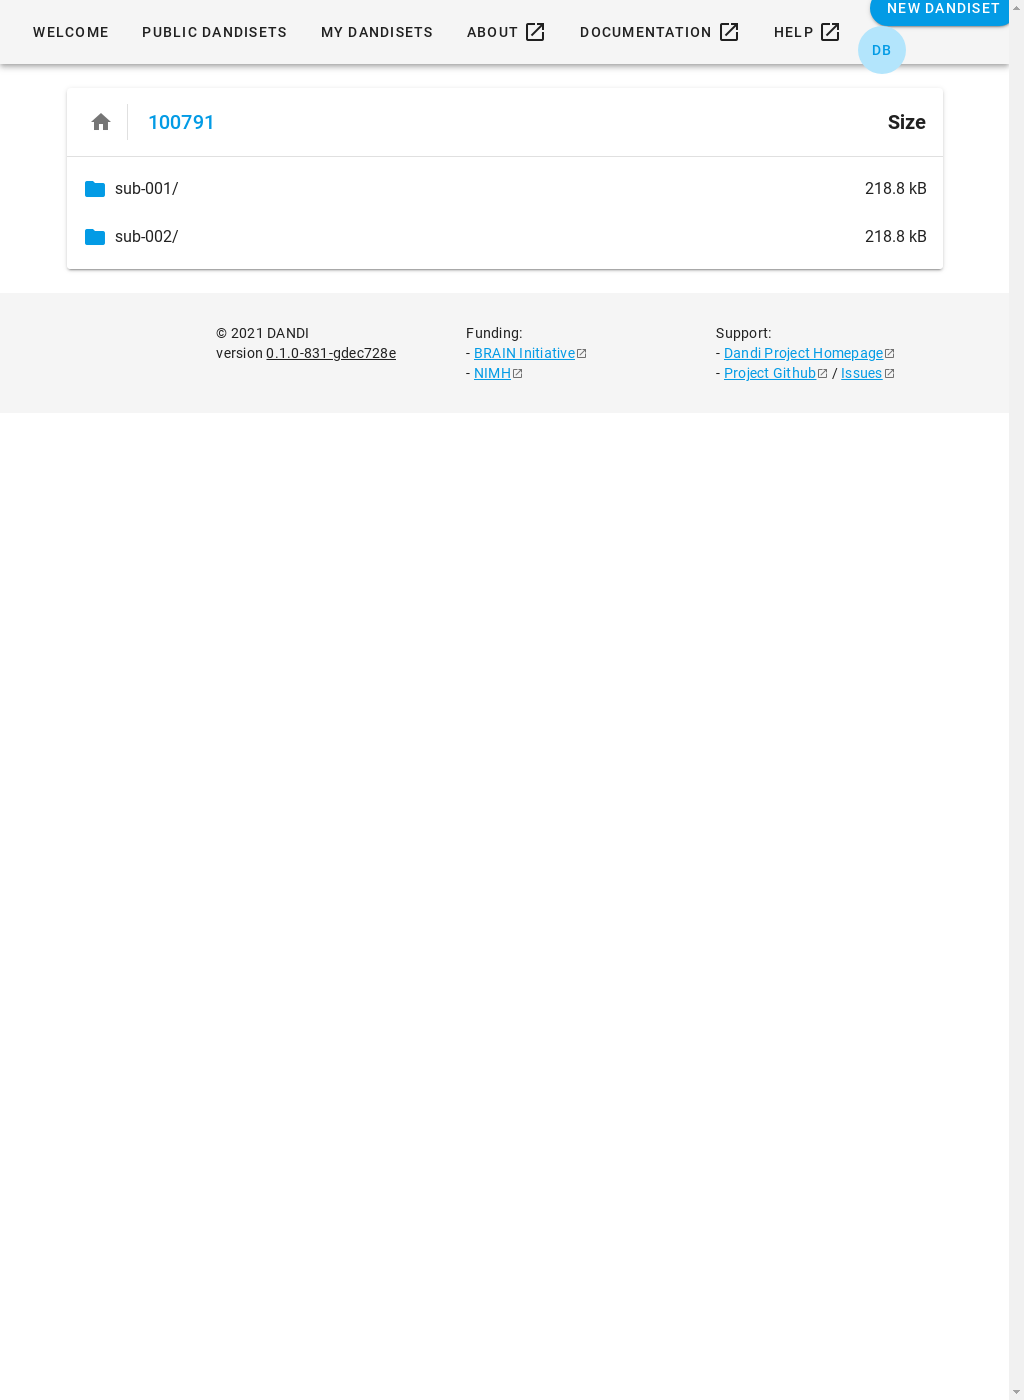 NEW DANDISET
WELCOME PUBLIC DANDISETS MY DANDISETS ABOUT DOCUMENTATION HELP
DB
100791 Size
sub-001/ 218.8 kB
sub-002/ 218.8 kB
© 2021 DANDI Funding: Support:
version 0.1.0-831-gdec728e - BRAIN Initiative - Dandi Project Homepage
- NIMH - Project Github / Issues